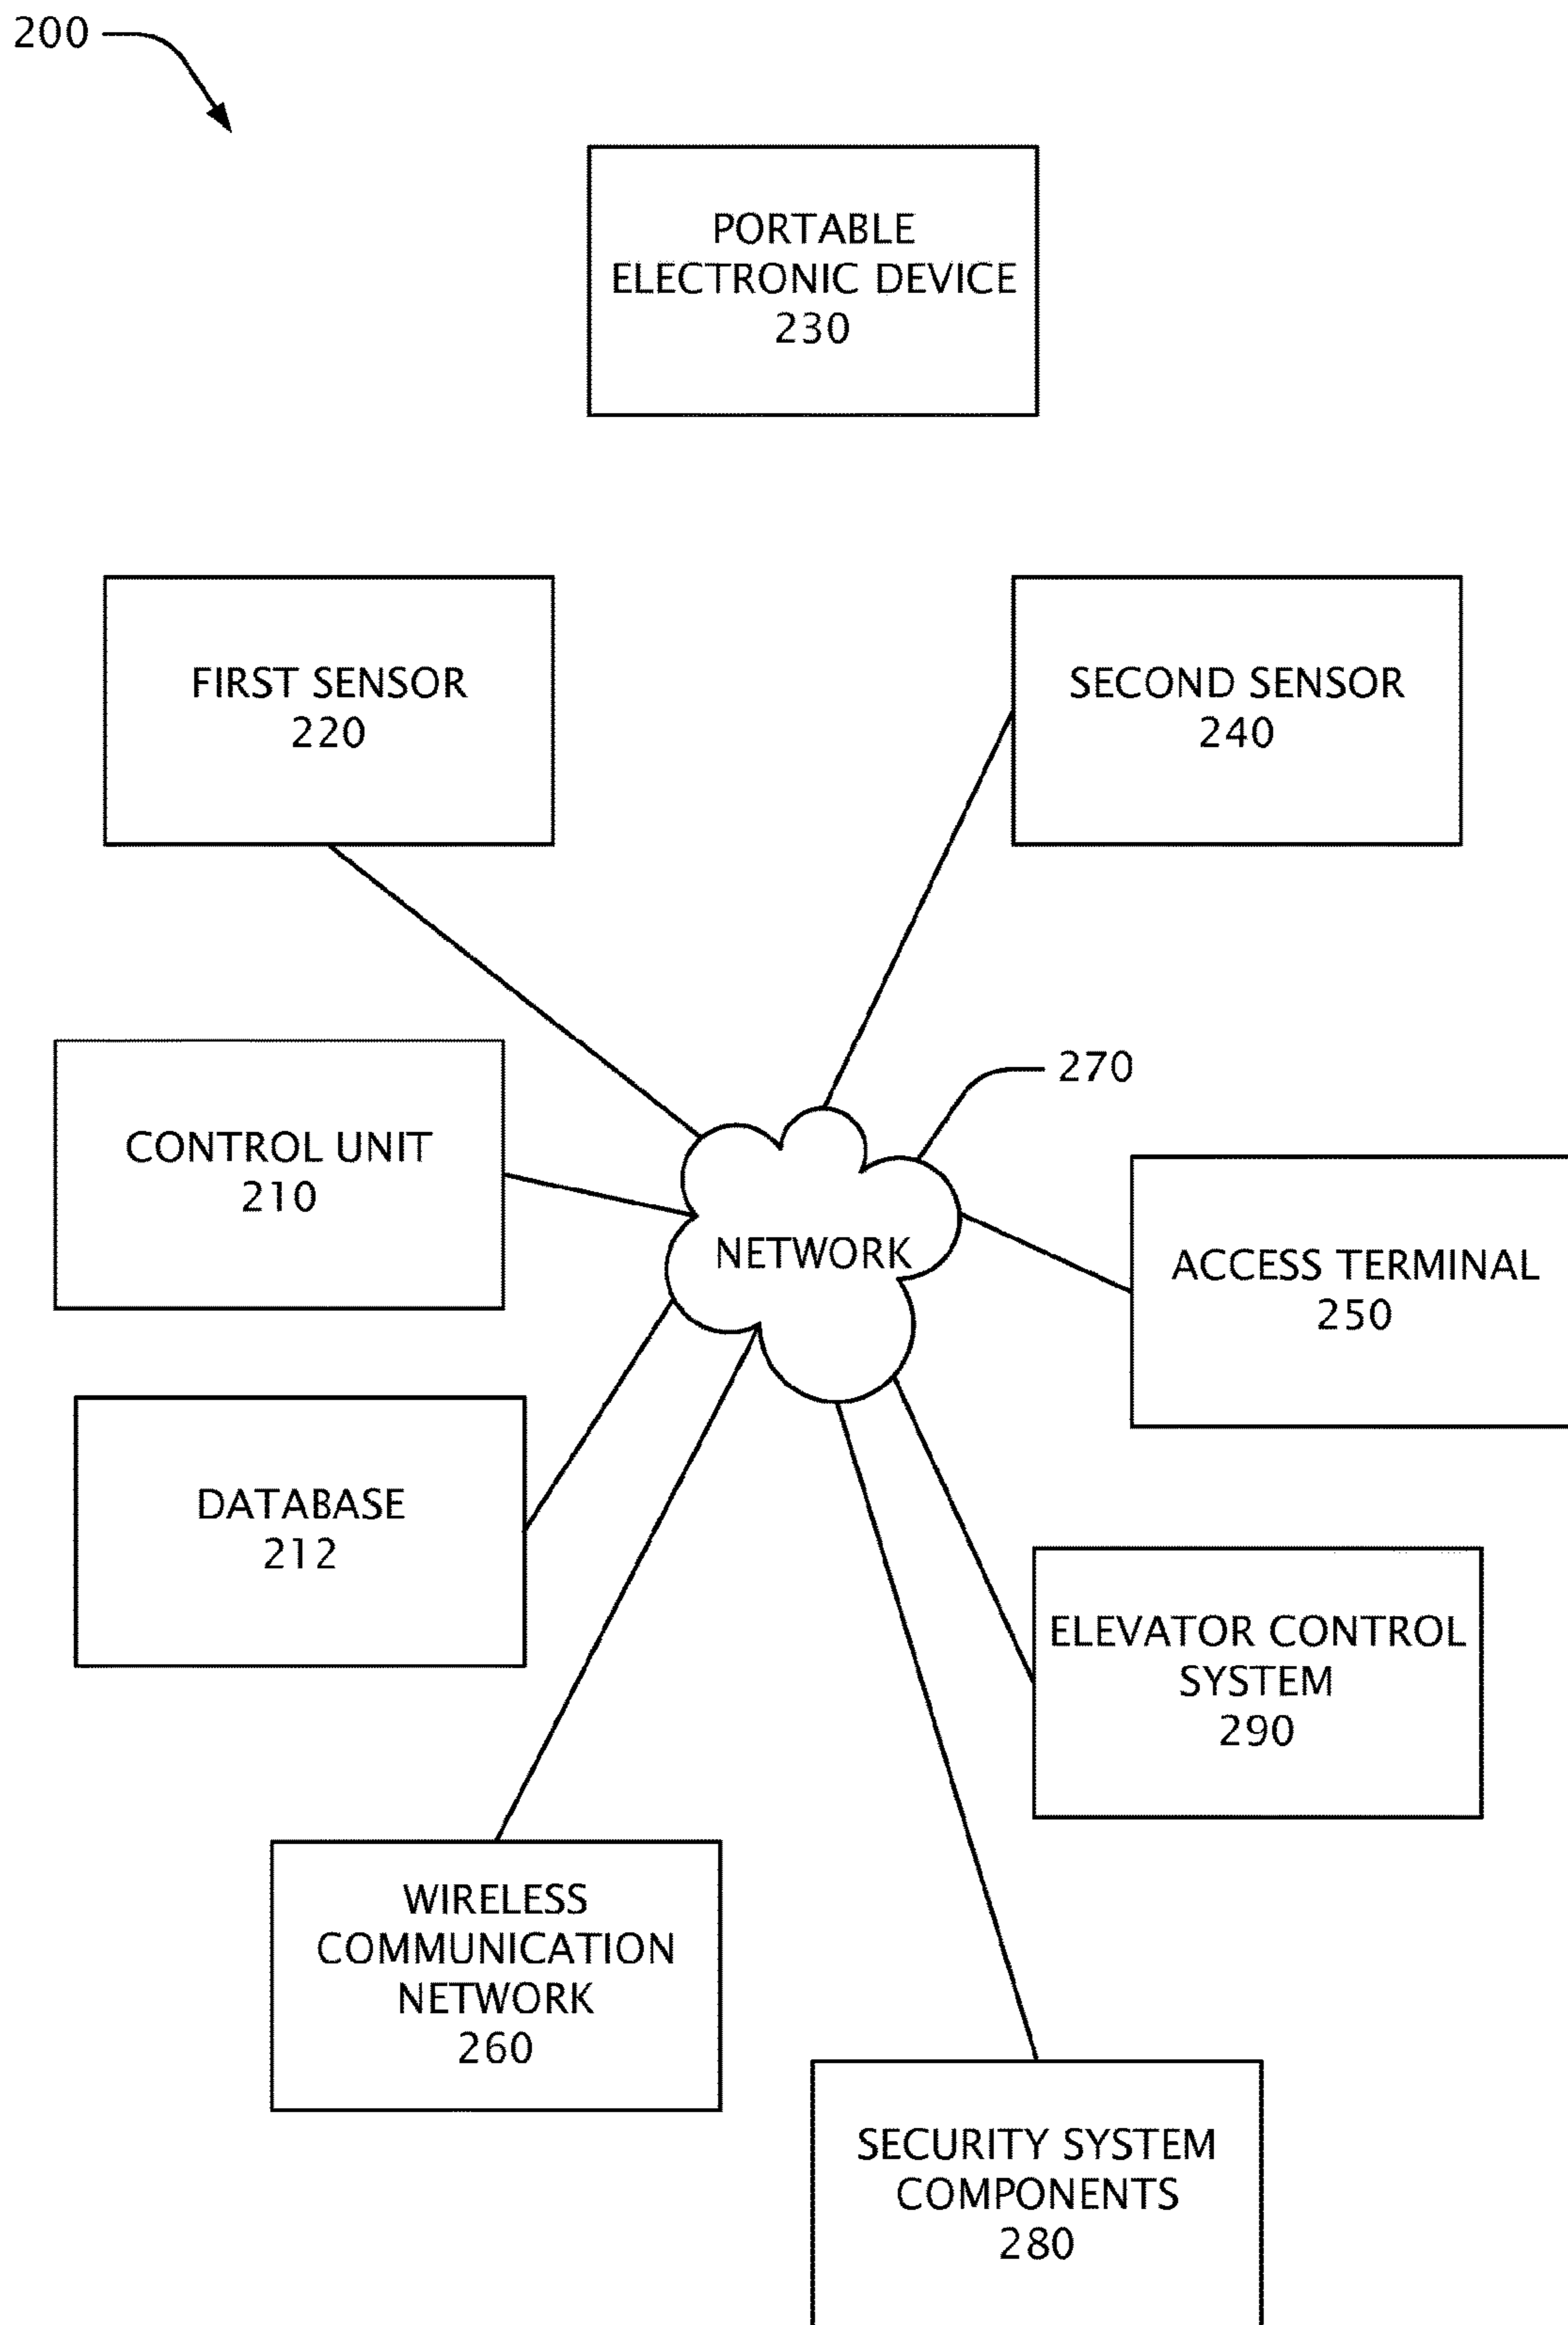 200
PORTABLE
ELECTRONIC DEVICE
230
FIRST SENSOR
220
SECOND SENSOR
240
270
CONTROL UNIT
210
NETWORK
ACCESS TERMINAL
250
DATABASE
212
ELEVATOR CONTROL
SYSTEM
290
WIRELESS
COMMUNICATION
NETWORK
260
SECURITY SYSTEM
COMPONENTS
280